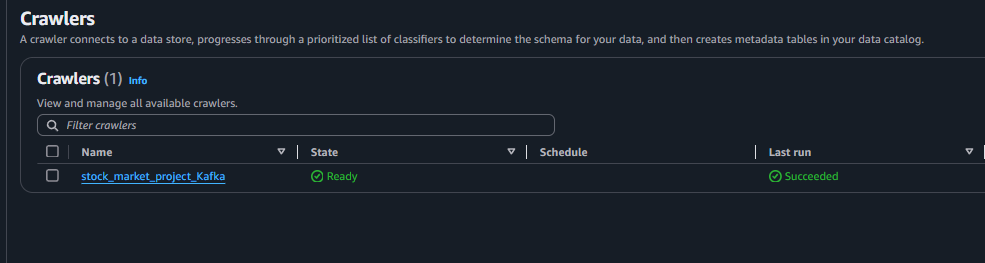 Crawlers
A crawler connects to a data store, progresses through a prioritized list of classifiers to determine the schema for your data, and then creates metadata tables in your data catalog.
Crawlers (1) Info
View and manage all available crawlers.
Filter crawlers
Name State Schedule Last run
stock_market_project_Kafka Ready Succeeded